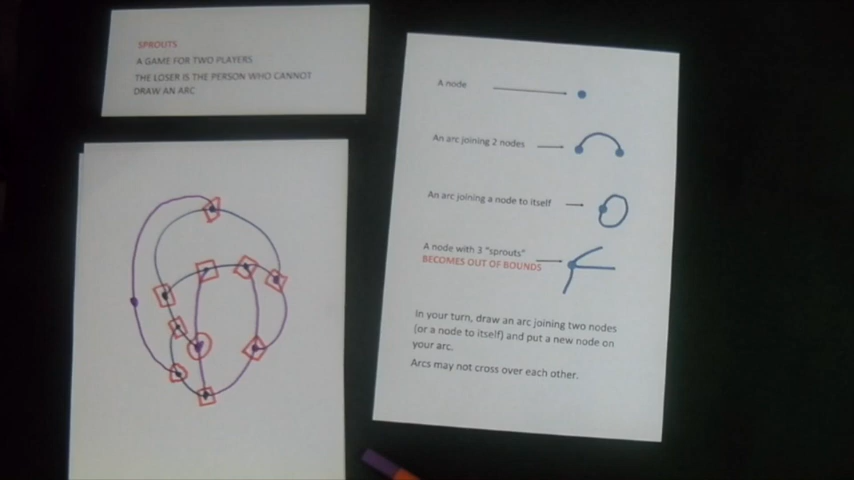 SPROUTS
A GAME FOR TWO PLAYERS
THE LOSER IS THE PERSON WHO CANNOT
DRAW AN ARC
A node
An arc joining 2 nodes
An arc joining a node to itself
A node with 3 "sprouts"
BECOMES OUT OF BOUNDS
In your turn, draw an arc joining two nodes
(or a node to itself) and put a new node on
your arc.
Arcs may not cross over each other.